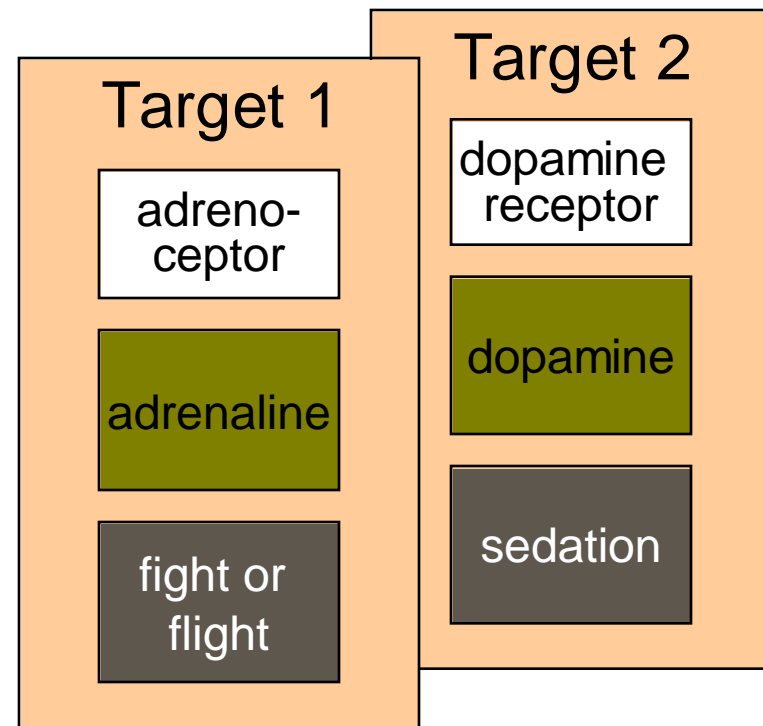 Target 1
adreno-
ceptor
adrenaline
fight or
flight
Target 2
dopamine
receptor
dopamine
sedation